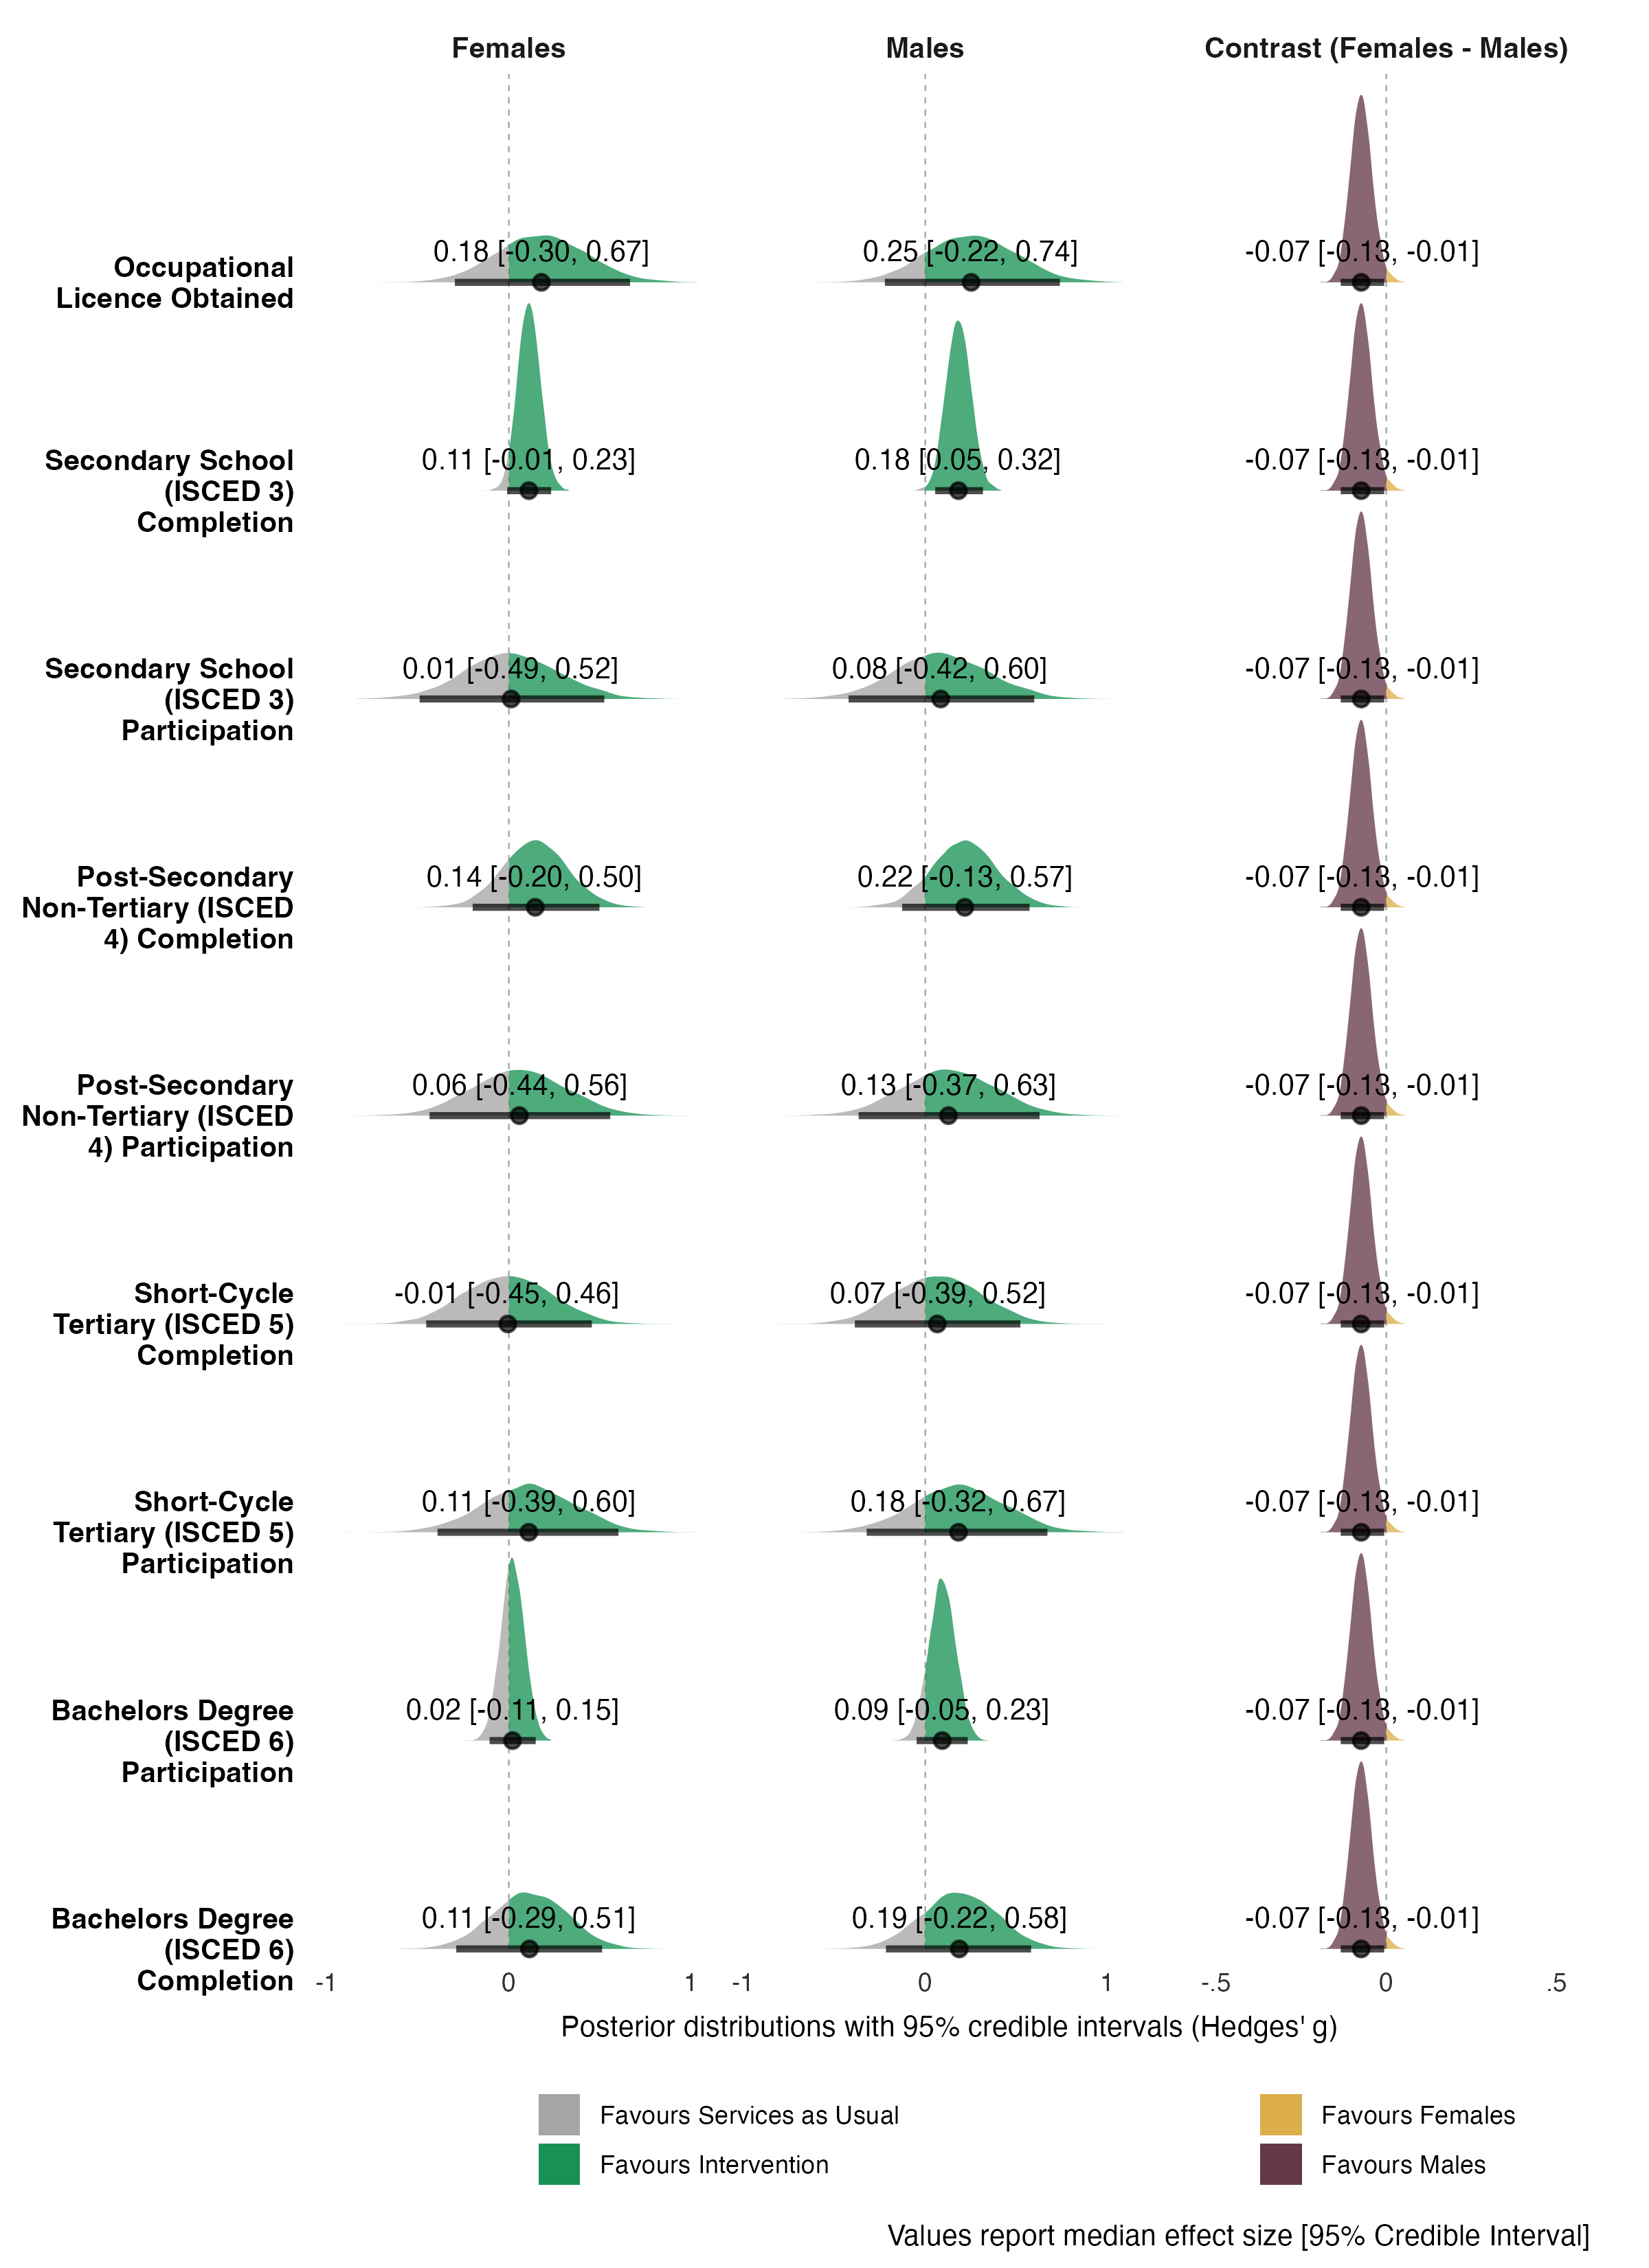 Females Males Contrast (Females - Males)
0.18 [-0.30, 0.67] 0.25 [-0.22, 0.74] -0.07 [-0.13, -0.01]
Occupational
Licence Obtained
0.11 [-0.01, 0.23] 0.18 [0.05, 0.32] -0.07 [-0.13, -0.01]
Secondary School
(ISCED 3)
Completion
0.01 [-0.49, 0.52] 0.08 [-0.42, 0.60] -0.07 [-0.13, -0.01]
Secondary School
(ISCED 3)
Participation
0.14 [-0.20, 0.50] 0.22 [-0.13, 0.57] -0.07 [-0.13, -0.01]
Post-Secondary
Non-Tertiary (ISCED
4) Completion
0.06 [-0.44, 0.56] 0.13 [-0.37, 0.63] -0.07 [-0.13, -0.01]
Post-Secondary
Non-Tertiary (ISCED
4) Participation
-0.01 [-0.45, 0.46] 0.07 [-0.39, 0.52] -0.07 [-0.13, -0.01]
Short-Cycle
Tertiary (ISCED 5)
Completion
0.11 [-0.39, 0.60] 0.18 [-0.32, 0.67] -0.07 [-0.13, -0.01]
Short-Cycle
Tertiary (ISCED 5)
Participation
0.02 [-0.11, 0.15] 0.09 [-0.05, 0.23] -0.07 [-0.13, -0.01]
Bachelors Degree
(ISCED 6)
Participation
0.11 [-0.29, 0.51] 0.19 [-0.22, 0.58] -0.07 [-0.13, -0.01]
Bachelors Degree
(ISCED 6)
Completion
-1 0 1 -1 0 1 -.5 0 .5
Posterior distributions with 95% credible intervals (Hedges' g)
Favours Services as Usual Favours Females
Favours Intervention Favours Males
Values report median effect size [95% Credible Interval]